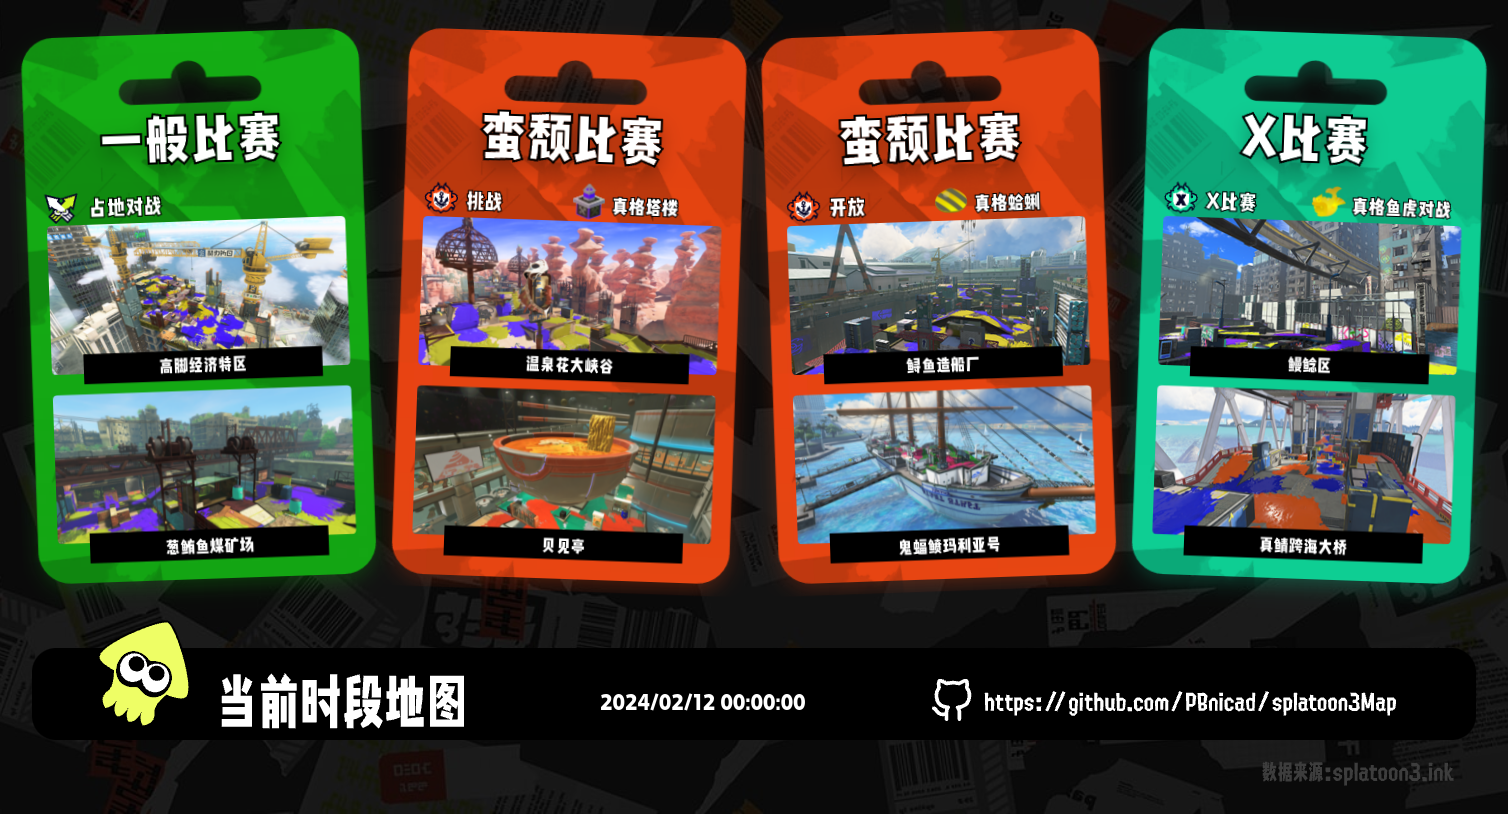 一般比赛
占地对战
高脚经济特区
葱鲔鱼煤矿场
蛮颓比赛
挑战
真格塔楼
温泉花大峡谷
贝见亭
蛮颓比赛
开放
真格蛤蜊
鲟鱼造船厂
鬼蝠鲼玛利亚号
X比赛
X比赛
真格鱼虎对战
鳗鲶区
真鲭跨海大桥
当前时段地图
2024/02/12 00:00:00
https://github.com/PBnicad/splatoon3Map
数据来源:splatoon3.ink